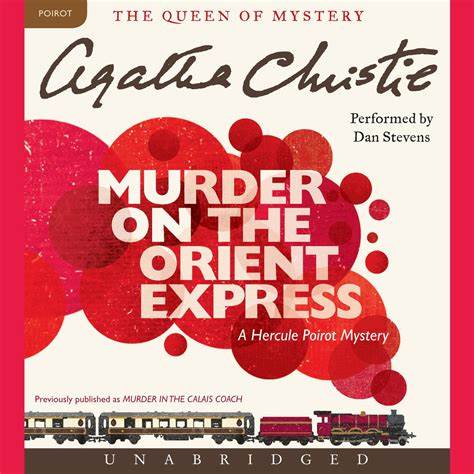 POIROT
THE QUEEN OF MYSTERY
Agatha Christie
Performed by
Dan Stevens
MURDER
ON THE
ORIENT
EXPRESS
A Hercule Poirot Mystery
Previously published as MURDER IN THE CALAIS COACH
UNABRIDGED